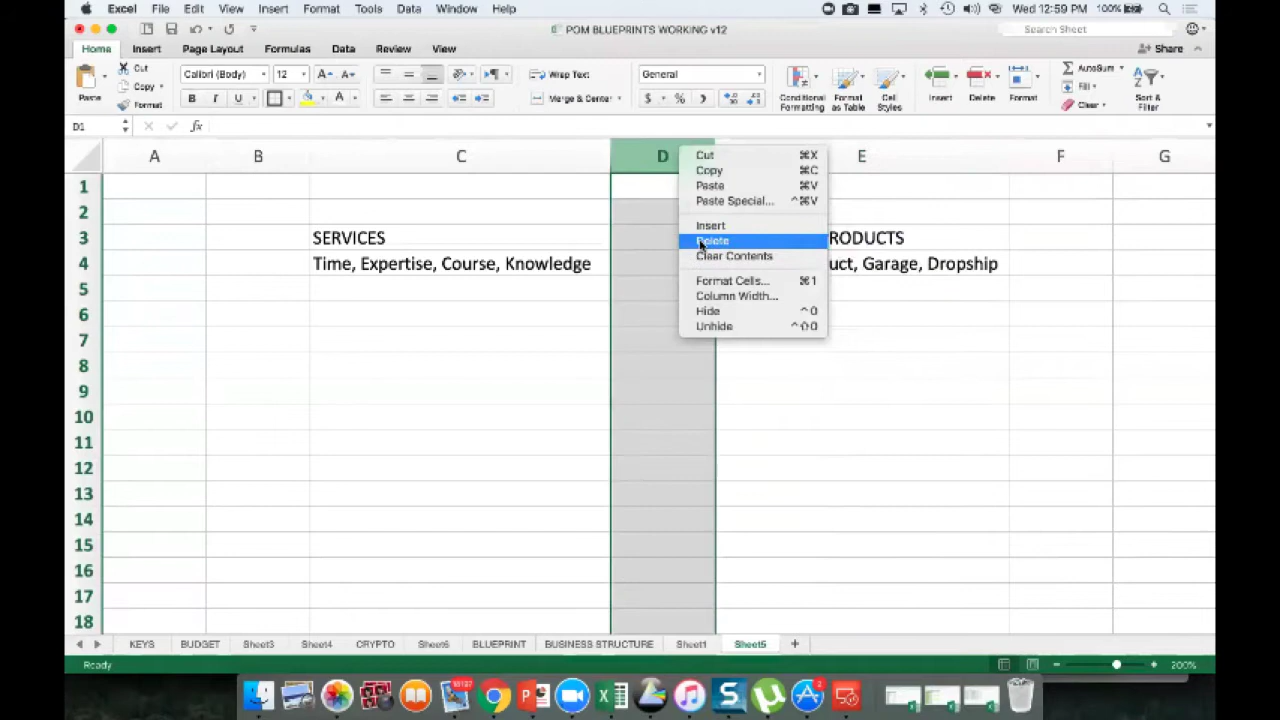 Excel File Edit View Insert Format Tools Data Window Help 100% Wed 12:59 PM
POM BLUEPRINTS WORKING v12 Search Sheet
Home Insert Page Layout Formulas Data Review View Share
Paste Cut Calibri (Body) 12 A A Wrap Text General Conditional Formatting Format as Table Cell Styles Insert Delete Format AutoSum Sort & Filter
Copy Fill
Format B I U A Merge & Center $ % Clear
D1 fx
A B C D E F G
Cut ⌘X
Copy ⌘C
Paste ⌘V
Paste Special... ^⌘V
Insert
Delete
Clear Contents
Format Cells... ⌘1
Column Width...
Hide ^0
Unhide ^⇧0
1
2
3 SERVICES RODUCTS
4 Time, Expertise, Course, Knowledge uct, Garage, Dropship
5
6
7
8
9
10
11
12
13
14
15
16
17
18
KEYS BUDGET Sheet3 Sheet4 CRYPTO Sheet6 BLUEPRINT BUSINESS STRUCTURE Sheet1 Sheet5 +
Ready 200%